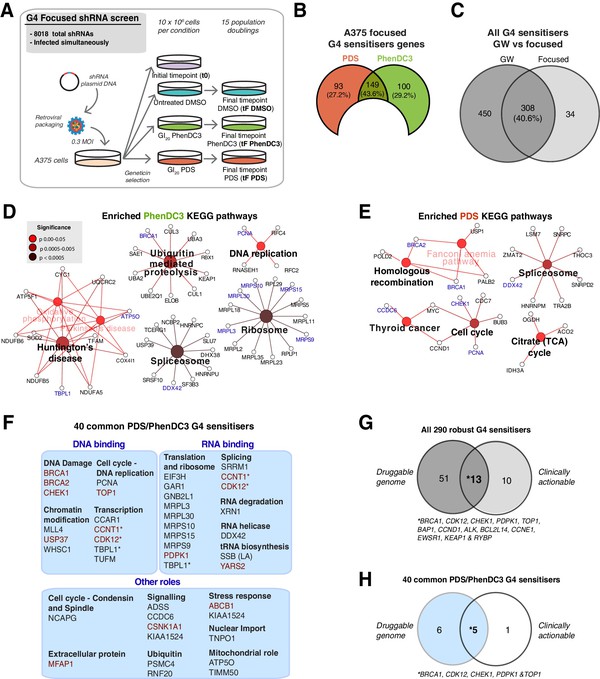 A
G4 Focused shRNA screen
- 8018 total shRNAs
- Infected simultaneously
10 x 10⁶ cells
per condition
15 population
doublings
shRNA
plasmid DNA
Retroviral
packaging
0.3 MOI
A375 cells
Geneticin
selection
Initial timepoint (t0)
Untreated DMSO
Final timepoint
DMSO (tF DMSO)
GI₂₀ PhenDC3
Final timepoint
PhenDC3 (tF PhenDC3)
GI₂₀ PDS
Final timepoint
PDS (tF PDS)
B
A375 focused
G4 sensitisers genes
PDS
PhenDC3
93
(27.2%)
149
(43.6%)
100
(29.2%)
C
All G4 sensitisers
GW vs focused
GW
Focused
450
308
(40.6%)
34
D
Enriched PhenDC3 KEGG pathways
Significance
p 0.00-0.05
p 0.0005-0.005
p < 0.0005
BRCA1
CUL3
UBA3
SAE1
RBX1
Ubiquitin
mediated
proteolysis
UBA6
KEAP1
UBE2Q1
ELOB
CUL1
PCNA
RFC4
DNA replication
RNASEH1
RFC2
CYC1
UQCRC2
ATP5F1
ATP5O
Parkinson's disease
NDUFB6
SDD2
TFAM
COX4I1
Huntington's
disease
NDUFB5
TBPL1
NDUFA5
NCBP2
HNRNPC
TCERG1
SLU7
USP39
DHX38
Spliceosome
HNRNPU
SRSF10
SF3B3
DDX42
MRPS10
RPL29
MRPS15
MRPL30
MRPL18
MRPS5
MRPL11
Ribosome
MRPL3
MRPS9
MRPL2
RPLP1
MRPL35
MRPL23
E
Enriched PDS KEGG pathways
USP1
BRCA2
POLD2
Fanconi anemia
pathway
Homologous
recombination
BRCA1
PALB2
LSM7
SNRPC
ZMAT2
THOC3
Spliceosome
DDX42
SNRPD2
HNRNPM
TRA2B
CCDC6
MYC
Thyroid cancer
CCND1
CHEK1
CDC7
BUB3
Cell cycle
PCNA
OGDH
ACO2
Citrate (TCA)
cycle
IDH3A
F
40 common PDS/PhenDC3 G4 sensitisers
DNA binding
RNA binding
DNA Damage
BRCA1
BRCA2
CHEK1
Cell cycle -
DNA replication
PCNA
TOP1
Chromatin
modification
MLL4
USP37
WHSC1
Transcription
CCAR1
CCNT1*
CDK12*
TBPL1*
TUFM
Translation
and ribosome
EIF3H
GAR1
GNB2L1
MRPL3
MRPL30
MRPS10
MRPS15
MRPS9
PDPK1
TBPL1*
Splicing
SRRM1
CCNT1*
CDK12*
RNA degradation
XRN1
RNA helicase
DDX42
tRNA biosynthesis
SSB (LA)
YARS2
Other roles
Cell cycle - Condensin
and Spindle
NCAPG
Extracellular protein
MFAP1
Signalling
ADSS
CCDC6
CSNK1A1
KIAA1524
Ubiquitin
PSMC4
RNF20
Stress response
ABCB1
KIAA1524
Nuclear Import
TNPO1
Mitochondrial role
ATP5O
TIMM50
G
All 290 robust G4 sensitisers
Druggable
genome
51
*13
10
Clinically
actionable
*BRCA1, CDK12, CHEK1, PDPK1, TOP1,
BAP1, CCND1, ALK, BCL2L14, CCNE1,
EWSR1, KEAP1 & RYBP
H
40 common PDS/PhenDC3 G4 sensitisers
Druggable
genome
6
*5
1
Clinically
actionable
*BRCA1, CDK12, CHEK1, PDPK1 &TOP1